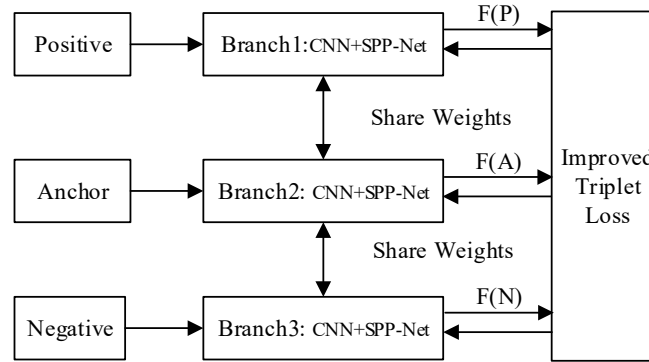 Positive
Branch1:CNN+SPP-Net
F(P)
Share Weights
Anchor
Branch2: CNN+SPP-Net
F(A)
Improved
Triplet
Loss
Share Weights
Negative
Branch3: CNN+SPP-Net
F(N)